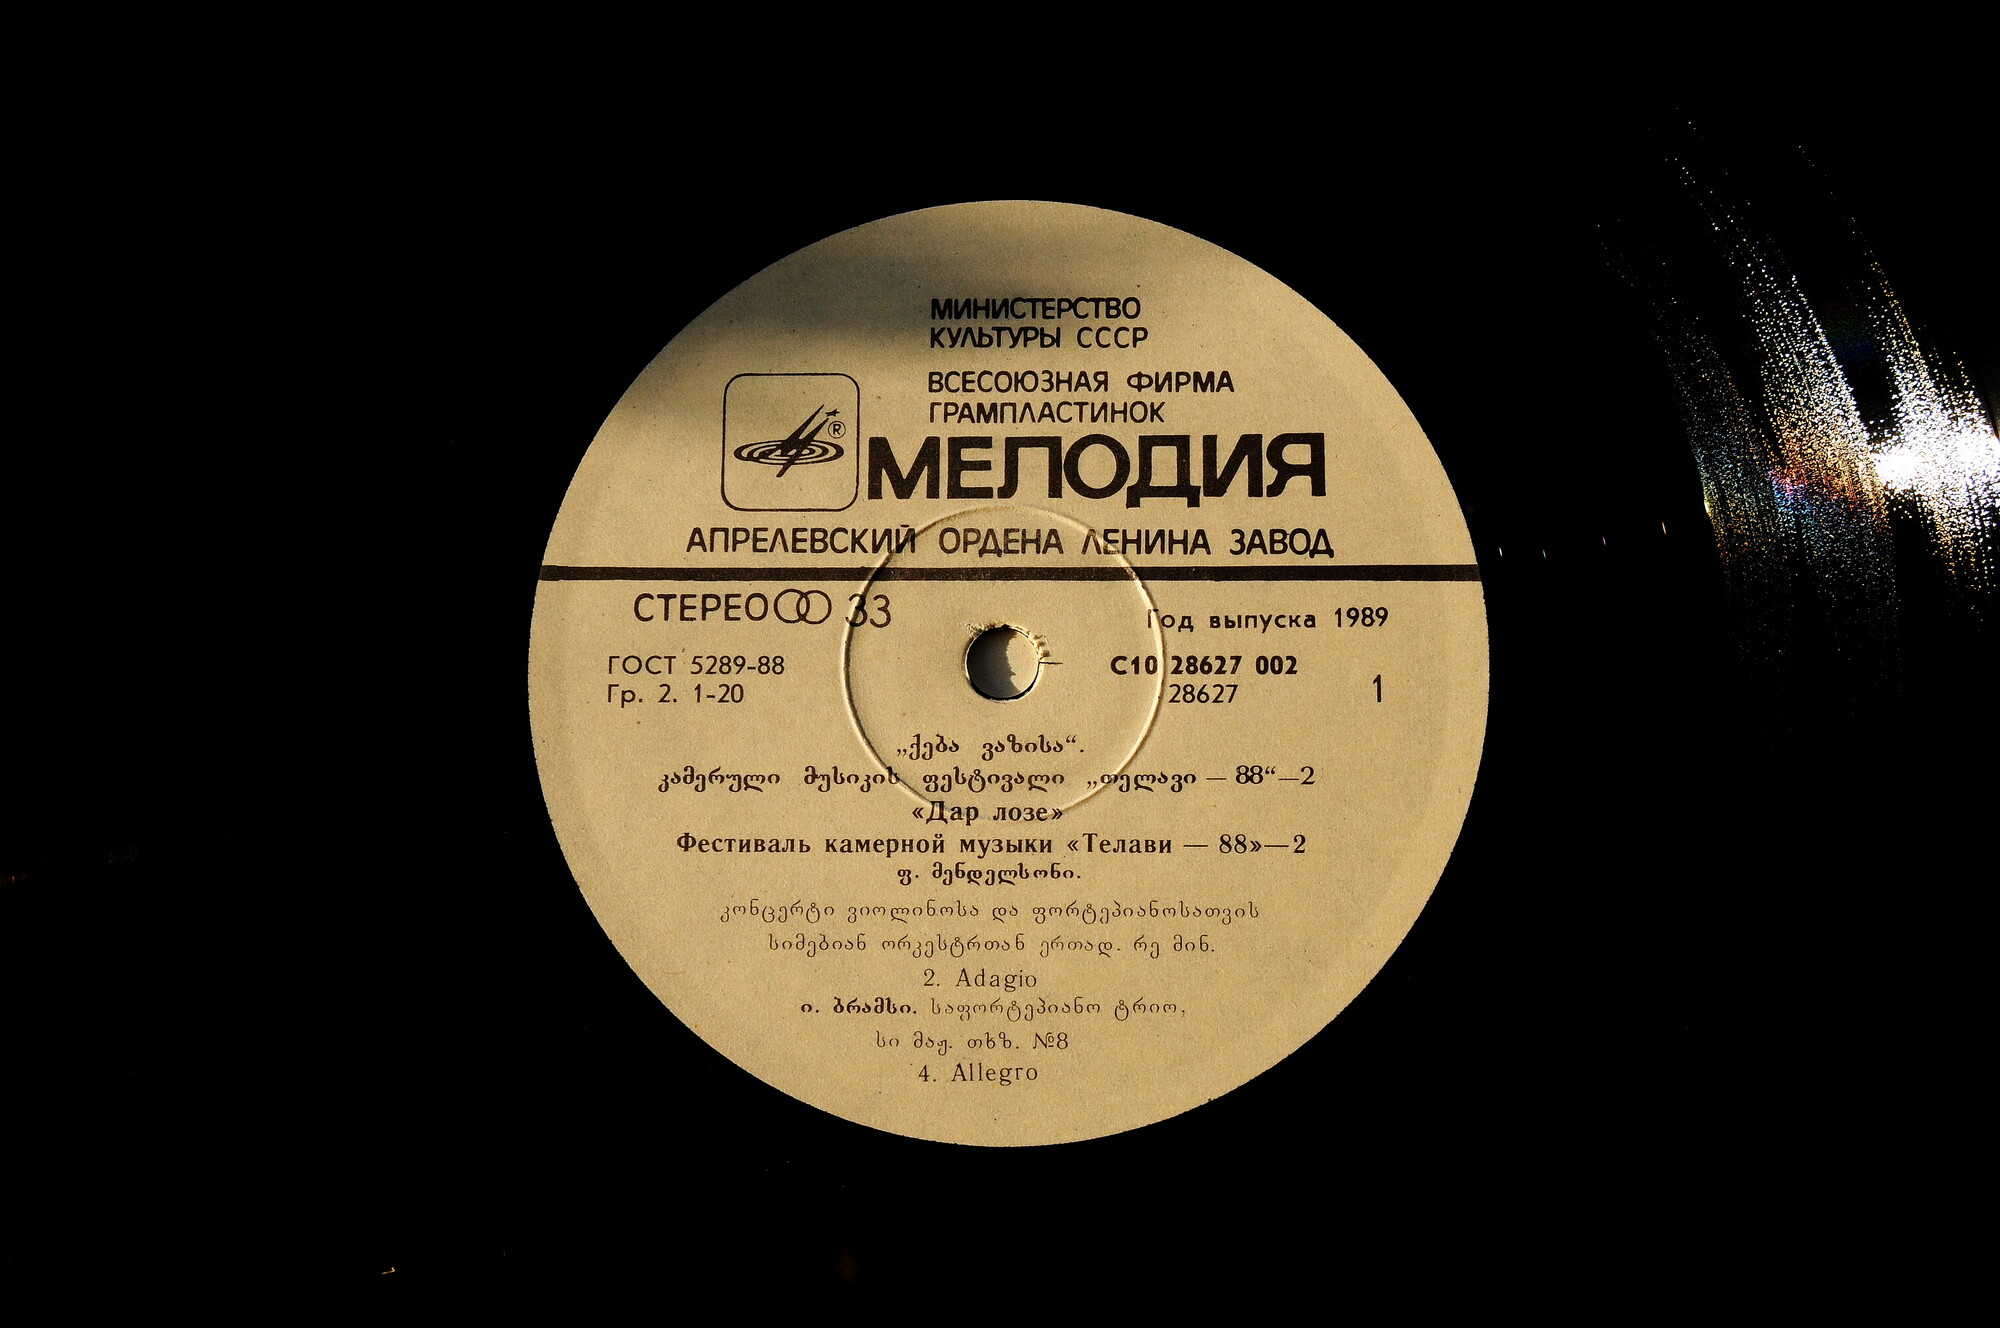 МИНИСТЕРСТВО
КУЛЬТУРЫ СССР
ВСЕСОЮЗНАЯ ФИРМА
ГРАМПЛАСТИНОК
®
МЕЛОДИЯ
АПРЕЛЕВСКИЙ ОРДЕНА ЛЕНИНА ЗАВОД
СТЕРЕО 33
Год выпуска 1989
ГОСТ 5289-88
Гр. 2. 1-20
С10 28627 002
28627
1
„ქება ვაზისა“.
კამერული მუსიკის ფესტივალი „თელავი — 88“—2
«Дар лозе»
Фестиваль камерной музыки «Телави — 88»—2
ფ. მენდელსონი.
კონცერტი ვიოლინოსა და ფორტეპიანოსათვის
სიმებიან ორკესტრთან ერთად. რე მინ.
2. Adagio
ი. ბრამსი. საფორტეპიანო ტრიო,
სი მაჟ. თხზ. №8
4. Allegro